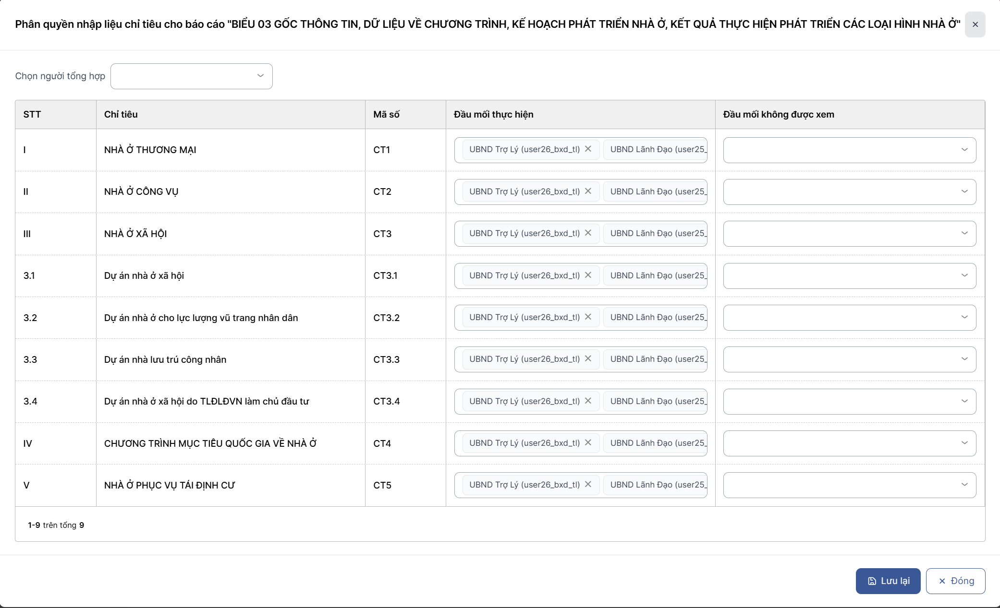 Phân quyền nhập liệu chỉ tiêu cho báo cáo "BIỂU 03 GỐC THÔNG TIN, DỮ LIỆU VỀ CHƯƠNG TRÌNH, KẾ HOẠCH PHÁT TRIỂN NHÀ Ở, KẾT QUẢ THỰC HIỆN PHÁT TRIỂN CÁC LOẠI HÌNH NHÀ Ở"
Chọn người tổng hợp
STT Chỉ tiêu Mã số Đầu mối thực hiện Đầu mối không được xem
I NHÀ Ở THƯƠNG MẠI CT1 UBND Trợ Lý (user26_bxd_tl) UBND Lãnh Đạo (user25_
II NHÀ Ở CÔNG VỤ CT2 UBND Trợ Lý (user26_bxd_tl) UBND Lãnh Đạo (user25_
III NHÀ Ở XÃ HỘI CT3 UBND Trợ Lý (user26_bxd_tl) UBND Lãnh Đạo (user25_
3.1 Dự án nhà ở xã hội CT3.1 UBND Trợ Lý (user26_bxd_tl) UBND Lãnh Đạo (user25_
3.2 Dự án nhà ở cho lực lượng vũ trang nhân dân CT3.2 UBND Trợ Lý (user26_bxd_tl) UBND Lãnh Đạo (user25_
3.3 Dự án nhà lưu trú công nhân CT3.3 UBND Trợ Lý (user26_bxd_tl) UBND Lãnh Đạo (user25_
3.4 Dự án nhà ở xã hội do TLĐLĐVN làm chủ đầu tư CT3.4 UBND Trợ Lý (user26_bxd_tl) UBND Lãnh Đạo (user25_
IV CHƯƠNG TRÌNH MỤC TIÊU QUỐC GIA VỀ NHÀ Ở CT4 UBND Trợ Lý (user26_bxd_tl) UBND Lãnh Đạo (user25_
V NHÀ Ở PHỤC VỤ TÁI ĐỊNH CƯ CT5 UBND Trợ Lý (user26_bxd_tl) UBND Lãnh Đạo (user25_
1-9 trên tổng 9
Lưu lại Đóng